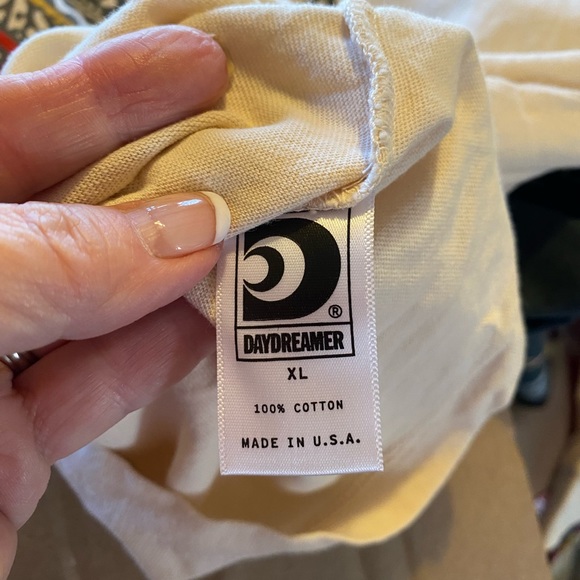 ®
DAYDREAMER
XL
100% COTTON
MADE IN U.S.A.